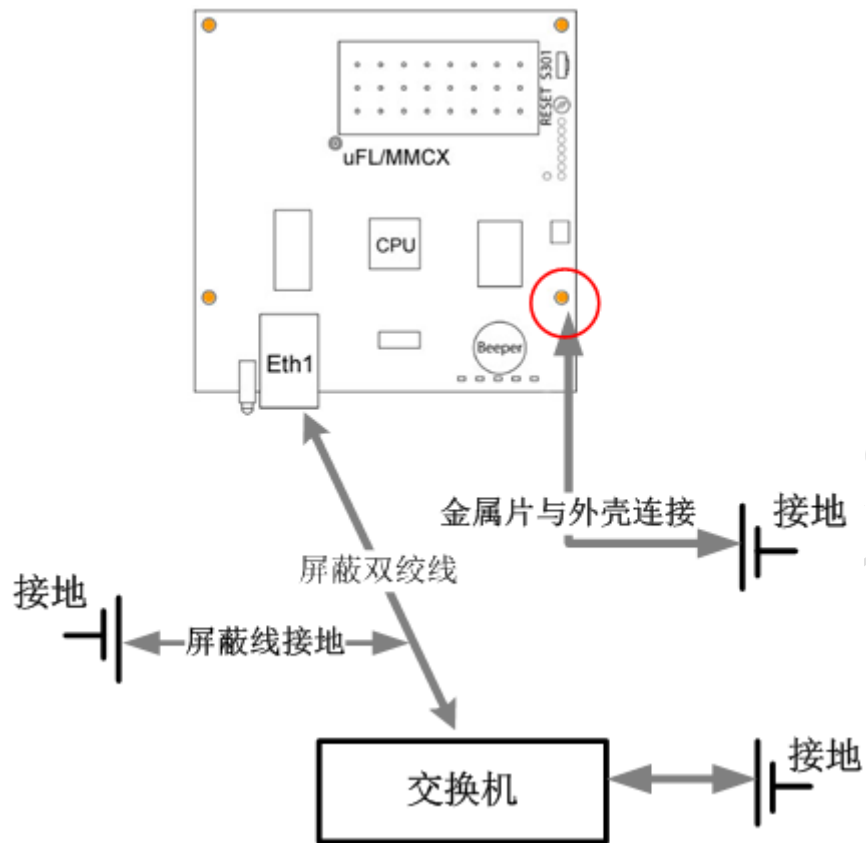 S301
RESET
uFL/MMCX
CPU
Beeper
Eth1
金属片与外壳连接
接地
屏蔽双绞线
接地
屏蔽线接地
交换机
接地